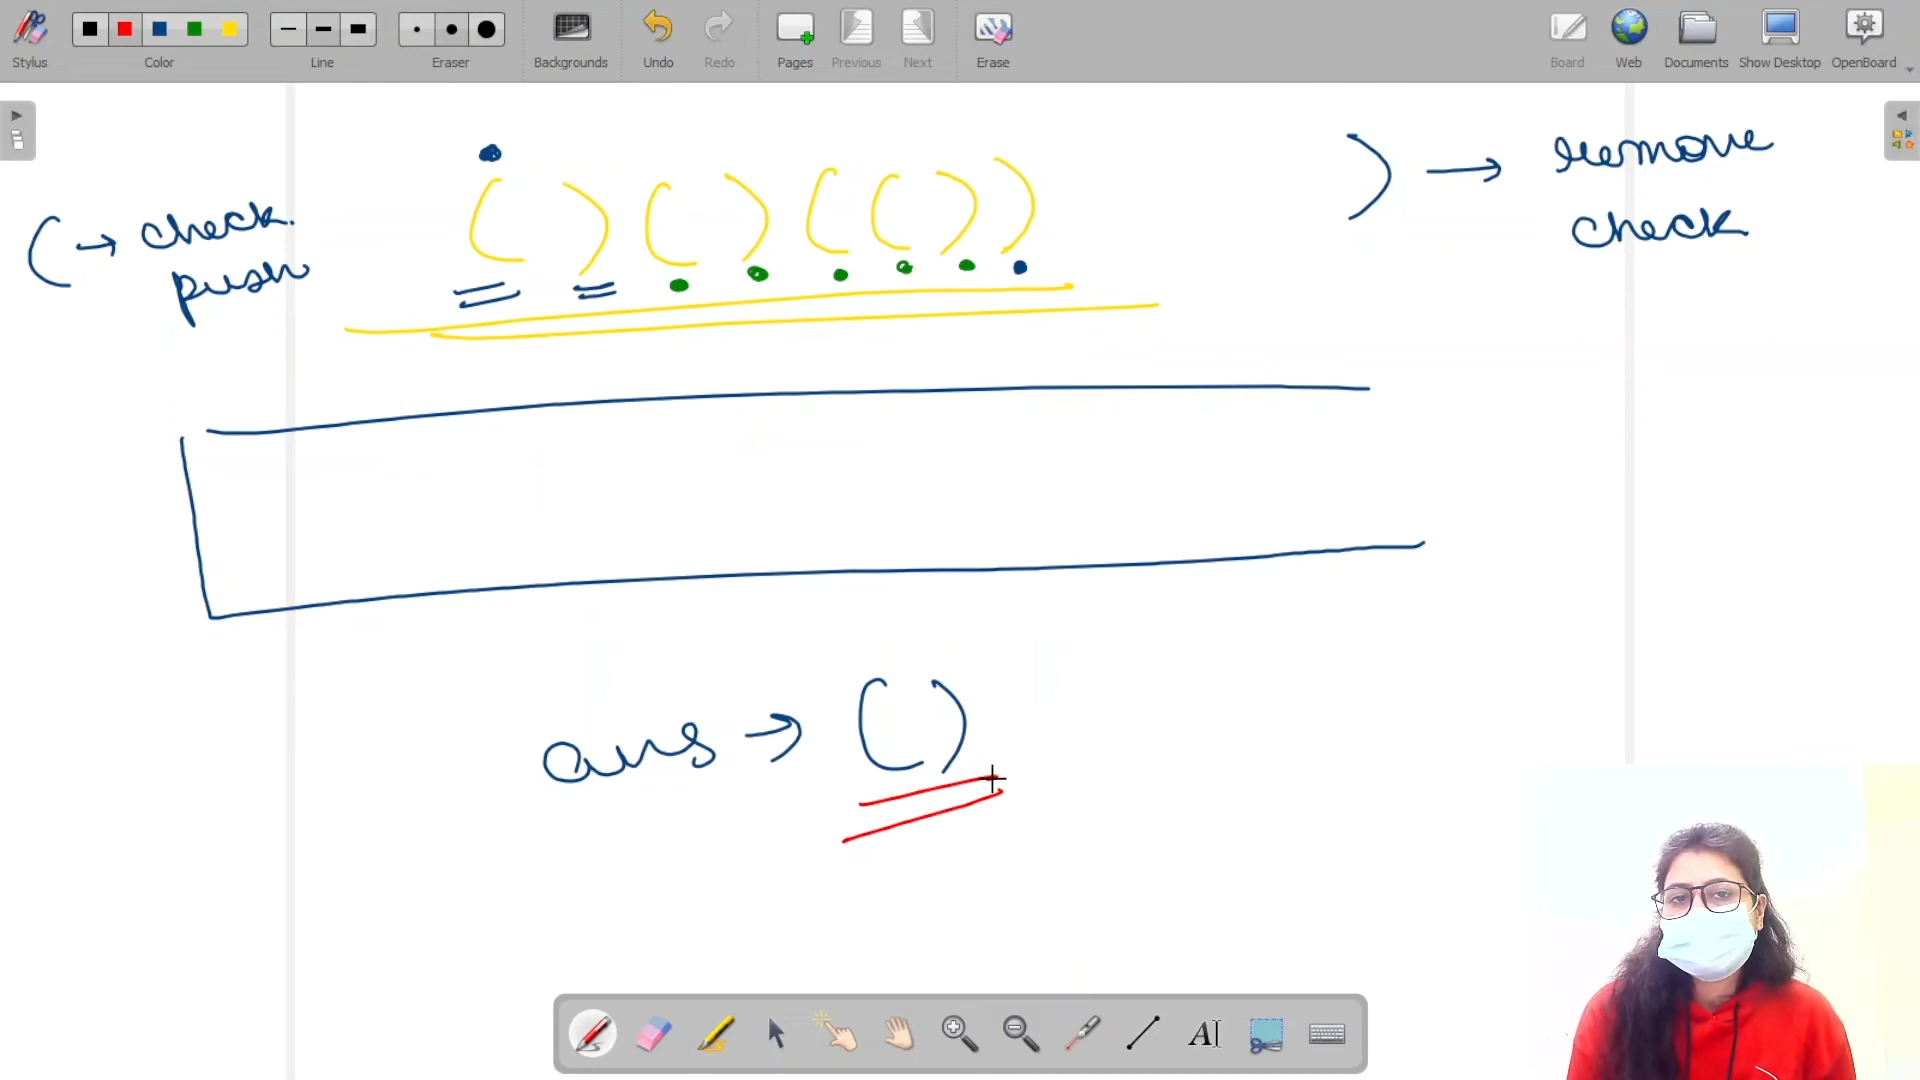 Stylus
Color
Line
Eraser
Backgrounds
Undo
Redo
Pages
Previous
Next
Erase
Board
Web
Documents
Show Desktop
OpenBoard
( → check.
push
( ) ( ) ( ( ) )
) → remove
check
ans → ( )